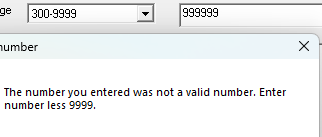 ge 300-9999 999999
number
The number you entered was not a valid number. Enter
number less 9999.